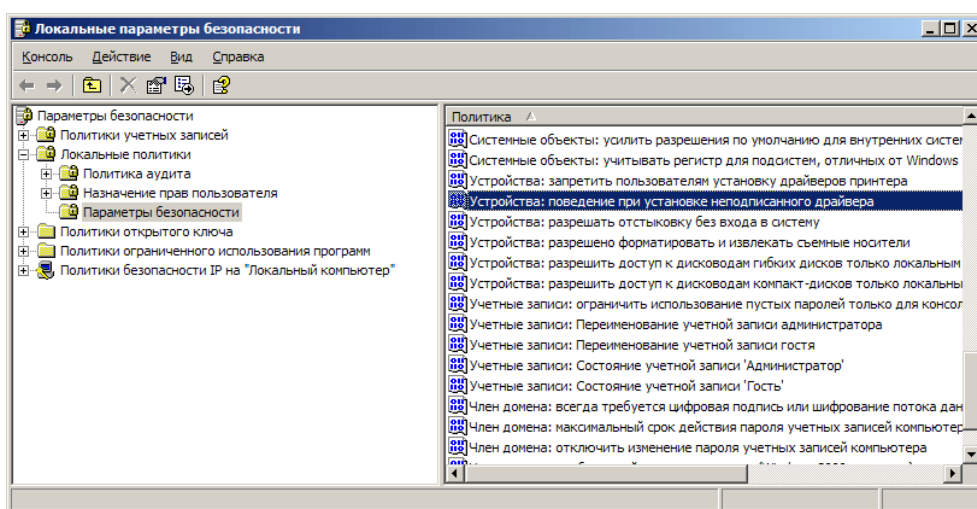 Локальные параметры безопасности
Консоль Действие Вид Справка
Параметры безопасности
Политики учетных записей
Локальные политики
Политика аудита
Назначение прав пользователя
Параметры безопасности
Политики открытого ключа
Политики ограниченного использования программ
Политики безопасности IP на "Локальный компьютер"
Политика
Системные объекты: усилить разрешения по умолчанию для внутренних систем
Системные объекты: учитывать регистр для подсистем, отличных от Windows
Устройства: запретить пользователям установку драйверов принтера
Устройства: поведение при установке неподписанного драйвера
Устройства: разрешать отстыковку без входа в систему
Устройства: разрешено форматировать и извлекать съемные носители
Устройства: разрешить доступ к дисководам гибких дисков только локальным
Устройства: разрешить доступ к дисководам компакт-дисков только локальны
Учетные записи: ограничить использование пустых паролей только для консол
Учетные записи: Переименование учетной записи администратора
Учетные записи: Переименование учетной записи гостя
Учетные записи: Состояние учетной записи 'Администратор'
Учетные записи: Состояние учетной записи 'Гость'
Член домена: всегда требуется цифровая подпись или шифрование потока дан
Член домена: максимальный срок действия пароля учетных записей компьютер
Член домена: отключить изменение пароля учетных записей компьютера